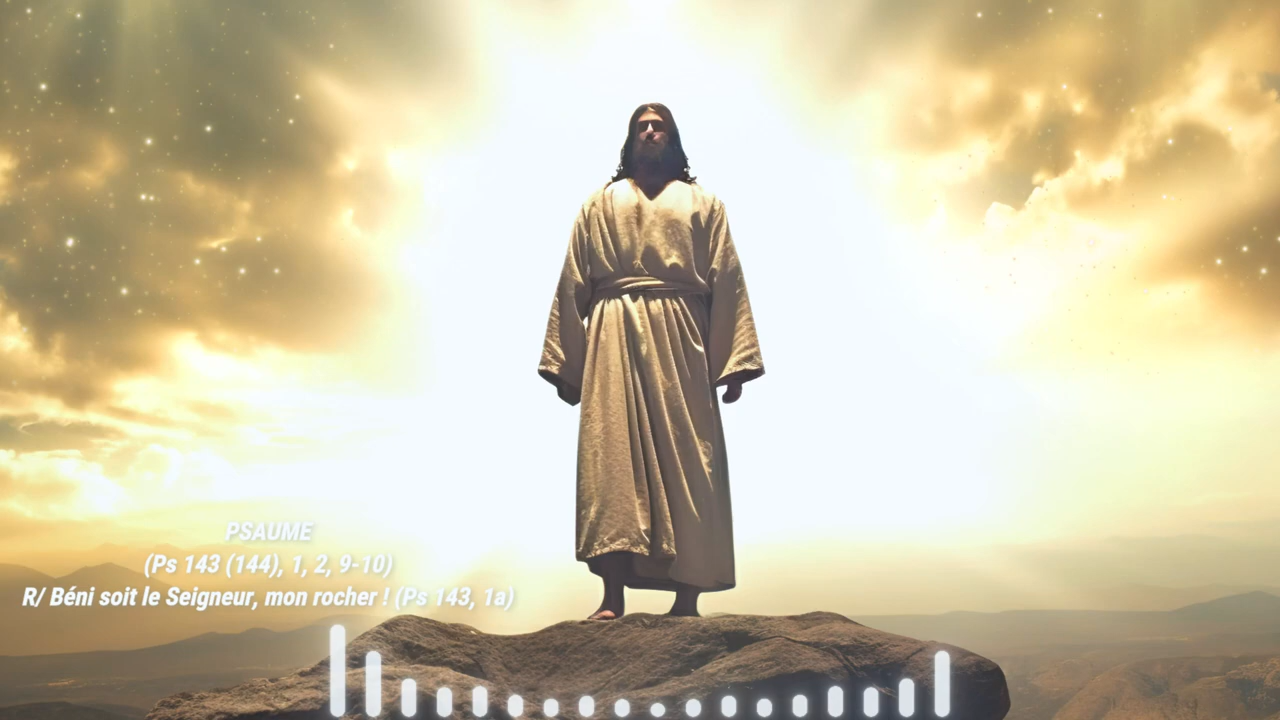 PSAUME
(Ps 143 (144), 1, 2, 9-10)
R/ Béni soit le Seigneur, mon rocher ! (Ps 143, 1a)